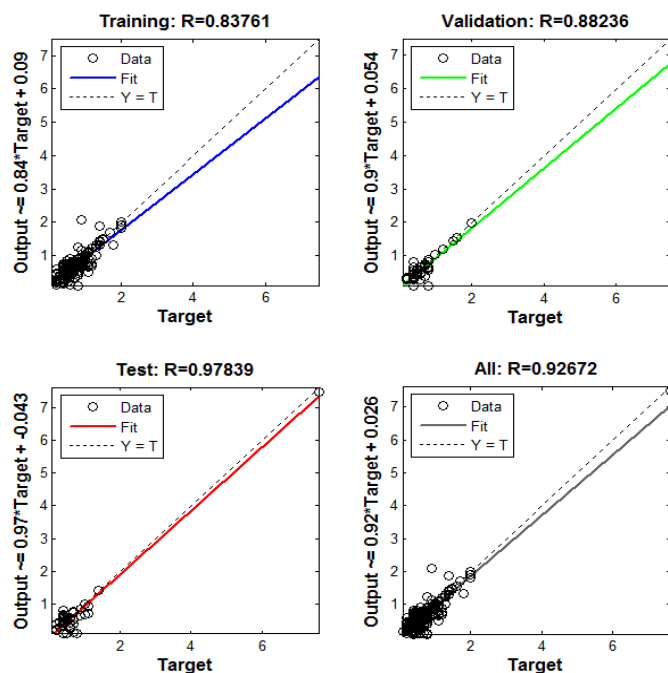 Training: R=0.83761
Output ~= 0.84*Target + 0.09
7
6
5
4
3
2
1
Data
Fit
Y = T
2
4
6
Target
Validation: R=0.88236
Output ~= 0.9*Target + 0.054
7
6
5
4
3
2
1
Data
Fit
Y = T
2
4
6
Target
Test: R=0.97839
Output ~= 0.97*Target + -0.043
7
6
5
4
3
2
1
Data
Fit
Y = T
2
4
6
Target
All: R=0.92672
Output ~= 0.92*Target + 0.026
7
6
5
4
3
2
1
Data
Fit
Y = T
2
4
6
Target